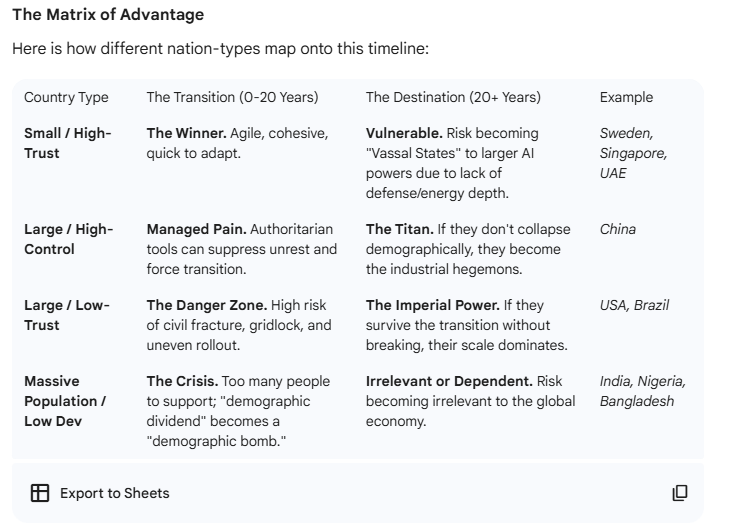 The Matrix of Advantage
Here is how different nation-types map onto this timeline:
Country Type The Transition (0-20 Years) The Destination (20+ Years) Example
Small / High- The Winner. Agile, cohesive, Vulnerable. Risk becoming Sweden,
Trust quick to adapt. "Vassal States" to larger AI Singapore,
powers due to lack of UAE
defense/energy depth.
Large / High- Managed Pain. Authoritarian The Titan. If they don't collapse China
Control tools can suppress unrest and demographically, they become
force transition. the industrial hegemons.
Large / Low- The Danger Zone. High risk The Imperial Power. If they USA, Brazil
Trust of civil fracture, gridlock, and survive the transition without
uneven rollout. breaking, their scale dominates.
Massive The Crisis. Too many people Irrelevant or Dependent. Risk India, Nigeria,
Population / to support; "demographic becoming irrelevant to the global Bangladesh
Low Dev dividend" becomes a economy.
"demographic bomb."
Export to Sheets